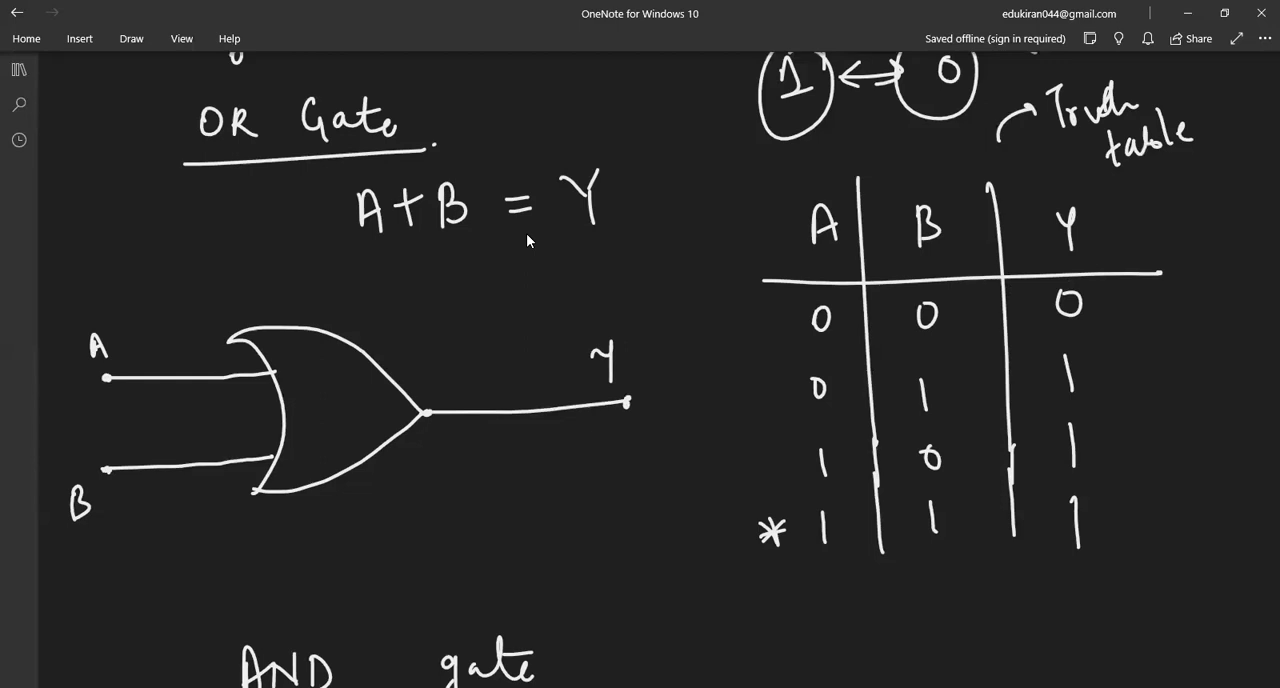 OneNote for Windows 10
edukiran044@gmail.com
Home Insert Draw View Help
Saved offline (sign in required)
Share
OR Gate.
A+B = Y
A
B
Y
1 ↔ 0
Truth
table
A B Y
0 0 0
0 1 1
1 0 1
* 1 1 1
AND gate